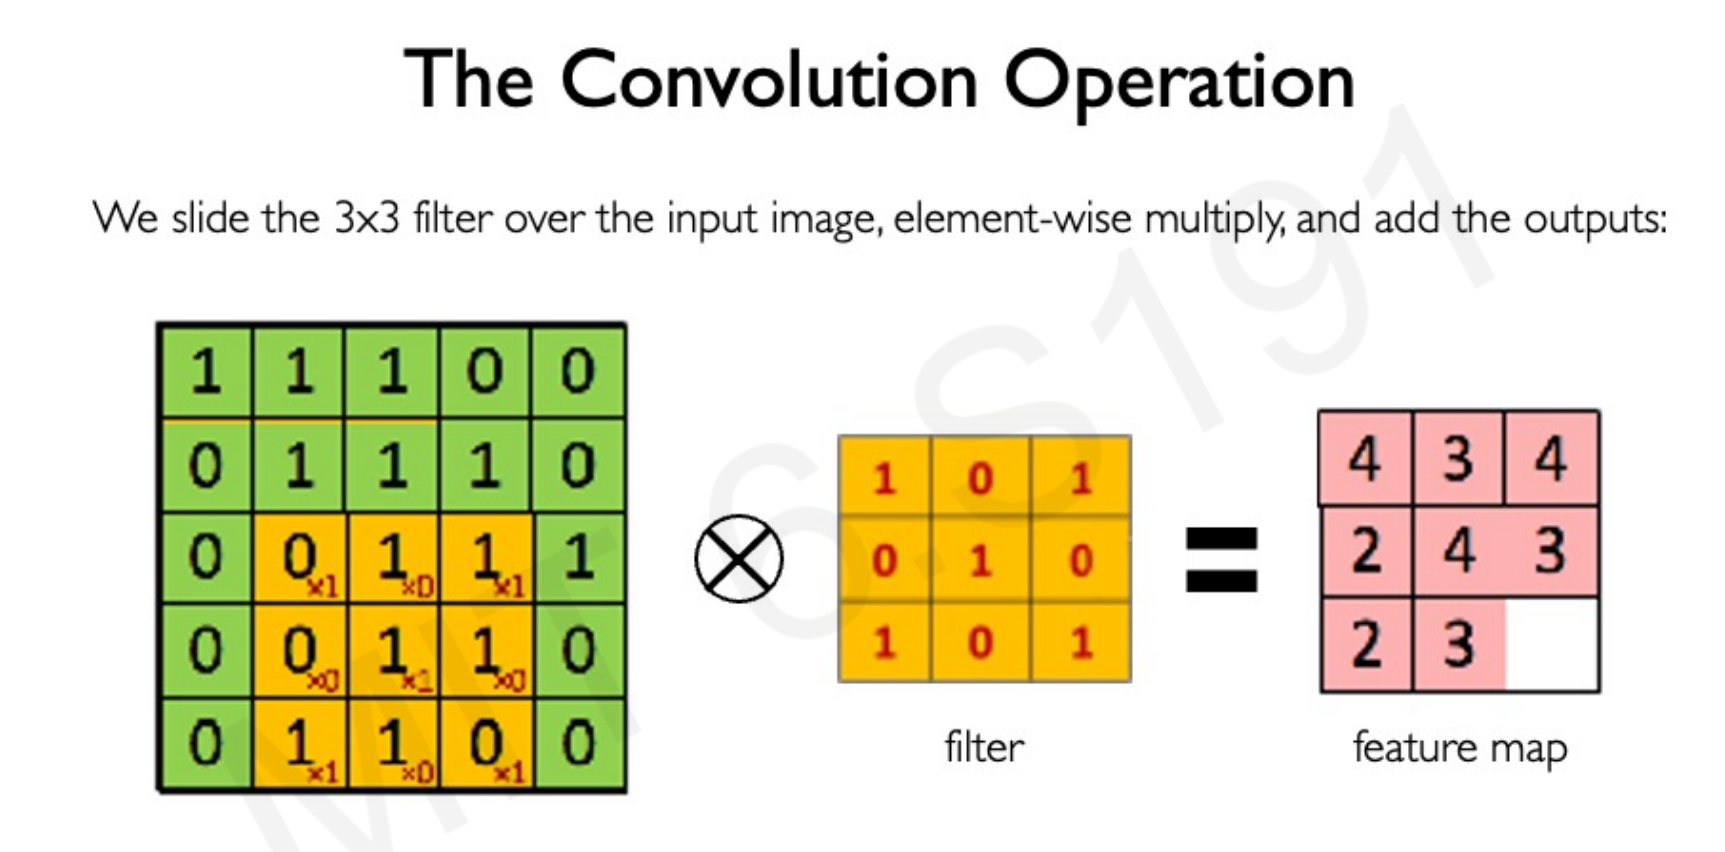 The Convolution Operation
We slide the 3x3 filter over the input image, element-wise multiply, and add the outputs:
1 1 1 0 0
0 1 1 1 0
0 0×1 1×0 1×1 1
0 0×0 1×1 1×0 0
0 1×1 1×0 0×1 0
⊗
1 0 1
0 1 0
1 0 1
filter
=
4 3 4
2 4 3
2 3
feature map
MIT 6.S191